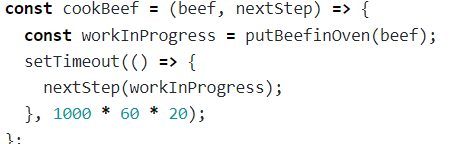 const cookBeef = (beef, nextStep) => {
  const workInProgress = putBeefinOven(beef);
  setTimeout(() => {
    nextStep(workInProgress);
  }, 1000 * 60 * 20);
};